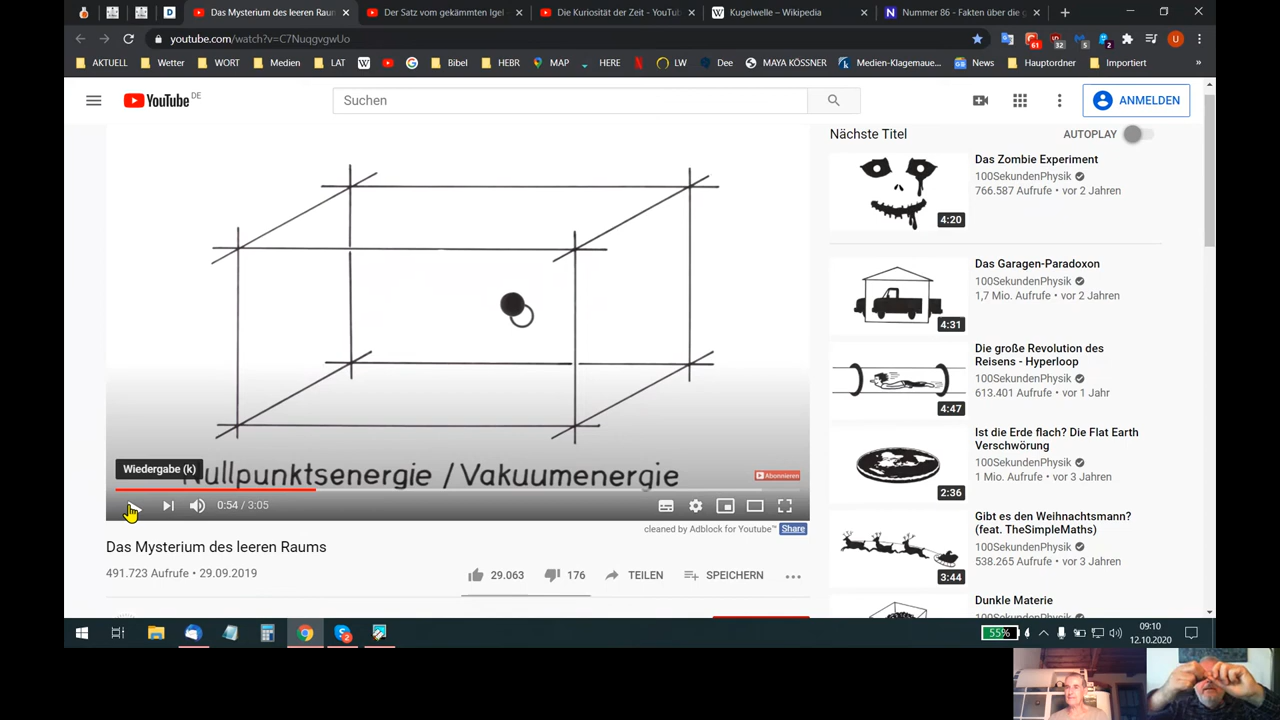 Das Mysterium des leeren Raum
Der Satz vom gekämmten Igel
Die Kuriosität der Zeit - YouTub
Kugelwelle – Wikipedia
Nummer 86 - Fakten über die g
youtube.com/watch?v=C7NuqgvgwUo
61
32
5
2
U
AKTUELL
Wetter
WORT
Medien
LAT
Bibel
HEBR
MAP
HERE
LW
Dee
MAYA KÖSSNER
Medien-Klagemaue...
News
Hauptordner
Importiert
»
YouTube DE
Suchen
ANMELDEN
Nullpunktsenergie / Vakuumenergie
Abonnieren
Wiedergabe (k)
0:54 / 3:05
cleaned by Adblock for Youtube™ Share
Das Mysterium des leeren Raums
491.723 Aufrufe • 29.09.2019
29.063
176
TEILEN
SPEICHERN
Nächste Titel
AUTOPLAY
Das Zombie Experiment
100SekundenPhysik
766.587 Aufrufe • vor 2 Jahren
4:20
Das Garagen-Paradoxon
100SekundenPhysik
1,7 Mio. Aufrufe • vor 2 Jahren
4:31
Die große Revolution des
Reisens - Hyperloop
100SekundenPhysik
613.401 Aufrufe • vor 1 Jahr
4:47
Ist die Erde flach? Die Flat Earth
Verschwörung
100SekundenPhysik
1 Mio. Aufrufe • vor 3 Jahren
2:36
Gibt es den Weihnachtsmann?
(feat. TheSimpleMaths)
100SekundenPhysik
538.265 Aufrufe • vor 3 Jahren
3:44
Dunkle Materie
100SekundenPhysik
55%
09:10
12.10.2020